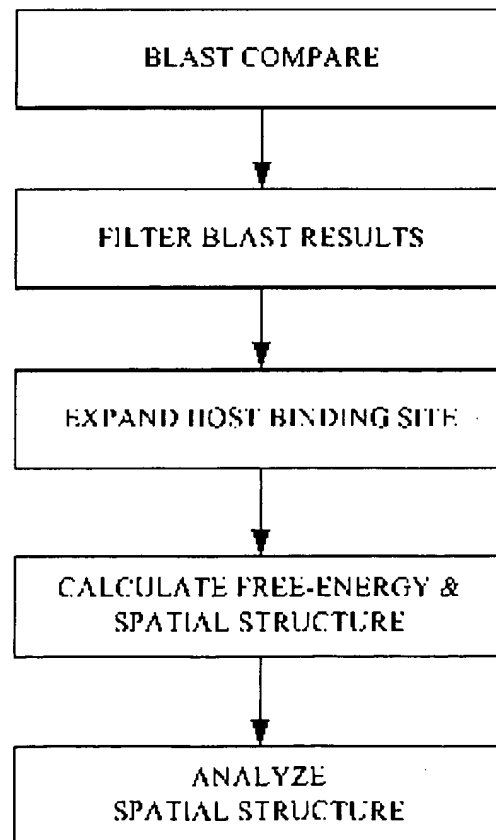 BLAST COMPARE
FILTER BLAST RESULTS
EXPAND HOST BINDING SITE
CALCULATE FREE-ENERGY &
SPATIAL STRUCTURE
ANALYZE
SPATIAL STRUCTURE